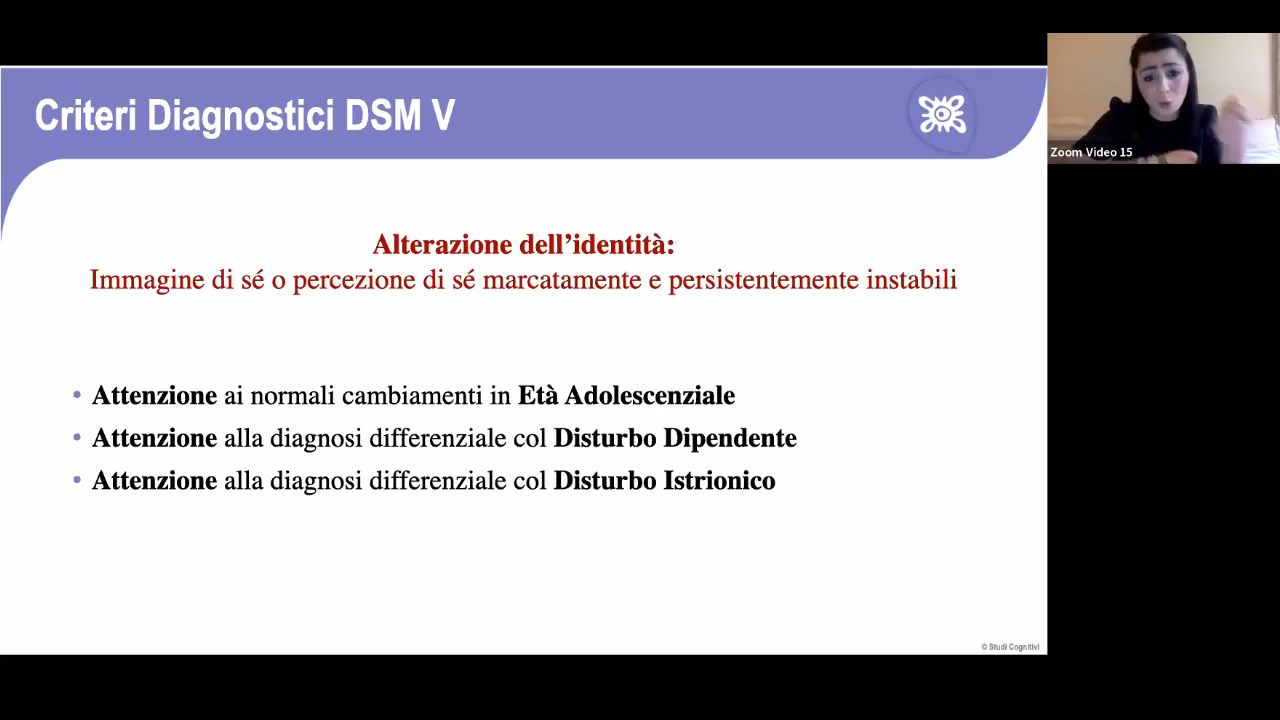 Criteri Diagnostici DSM V
Zoom Video 15
Alterazione dell’identità:
Immagine di sé o percezione di sé marcatamente e persistentemente instabili
• Attenzione ai normali cambiamenti in Età Adolescenziale
• Attenzione alla diagnosi differenziale col Disturbo Dipendente
• Attenzione alla diagnosi differenziale col Disturbo Istrionico
© Studi Cognitivi